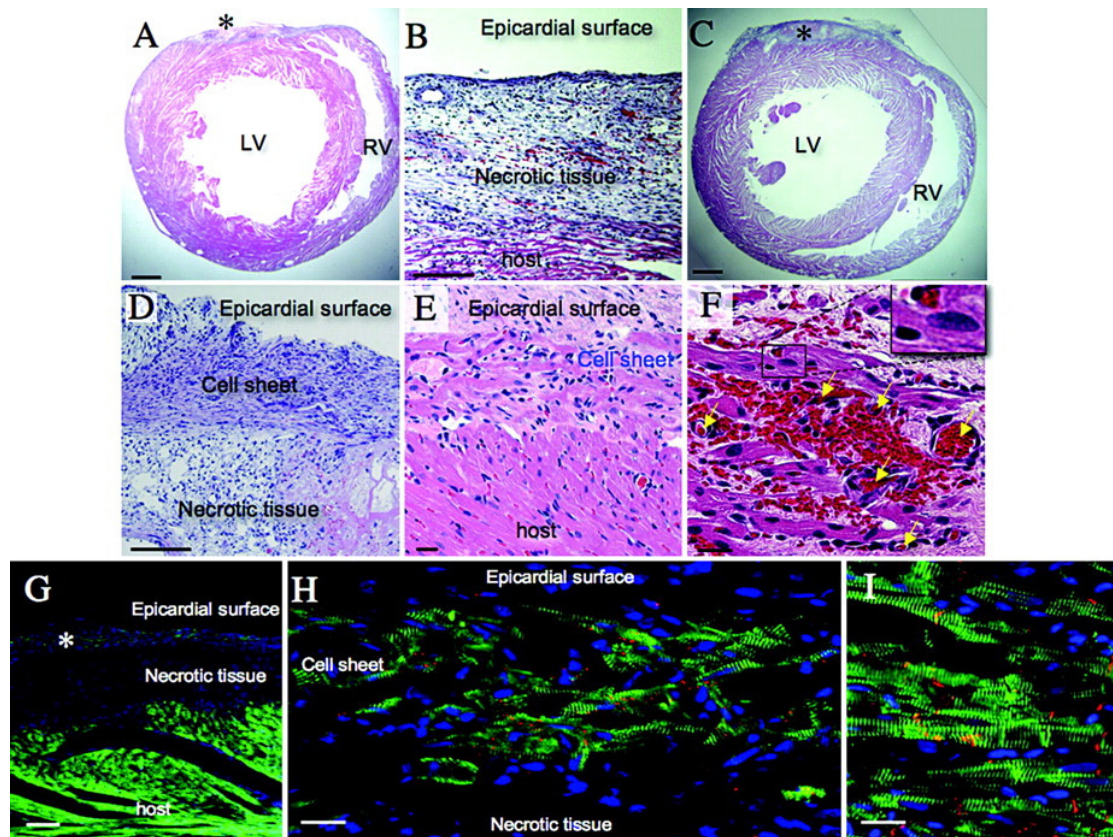 A
*
LV
RV
B
Epicardial surface
Necrotic tissue
host
C
*
LV
RV
D
Epicardial surface
Cell sheet
Necrotic tissue
E
Epicardial surface
Cell sheet
host
F
G
Epicardial surface
*
Necrotic tissue
host
H
Epicardial surface
Cell sheet
Necrotic tissue
I